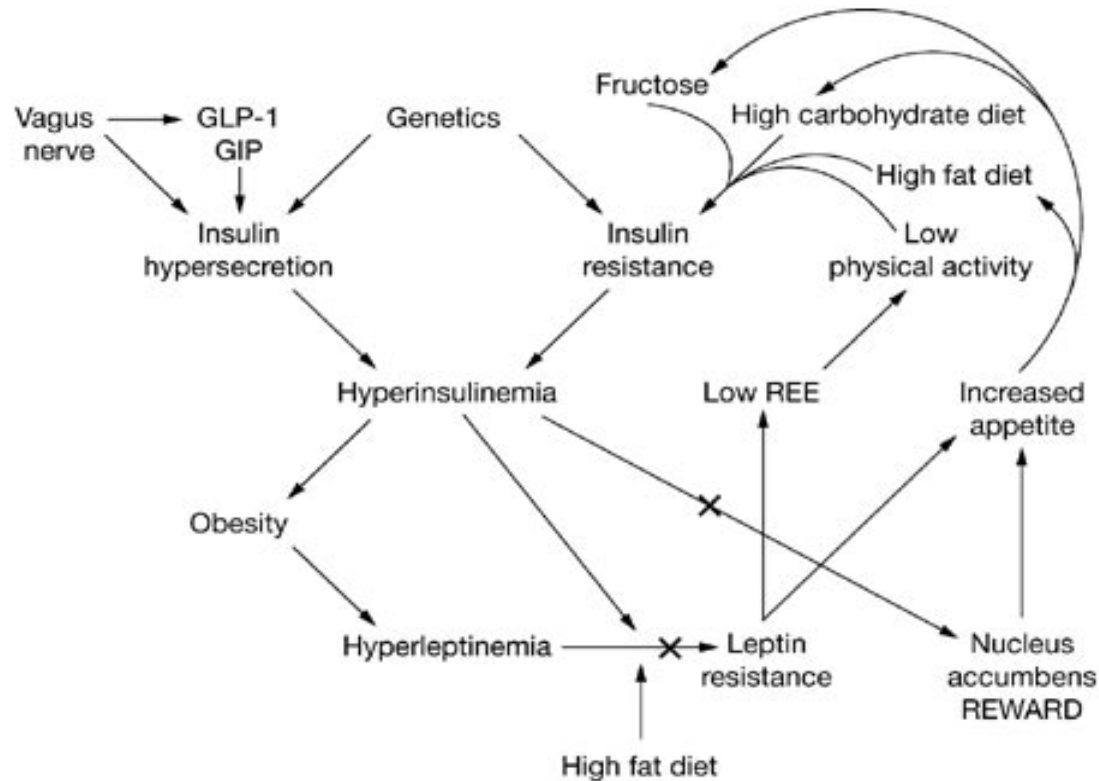 Fructose
Vagus
nerve
GLP-1
GIP
Genetics
High carbohydrate diet
High fat diet
Insulin
hypersecretion
Insulin
resistance
Low
physical activity
Hyperinsulinemia
Low REE
Increased
appetite
Obesity
Hyperleptinemia
Leptin
resistance
Nucleus
accumbens
REWARD
High fat diet